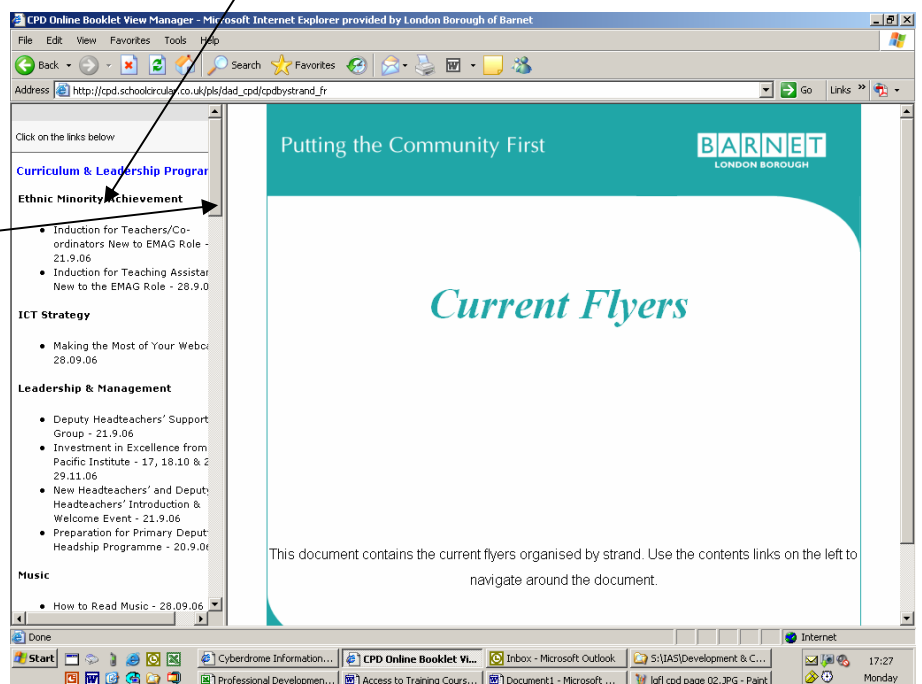 CPD Online Booklet View Manager - Microsoft Internet Explorer provided by London Borough of Barnet
File Edit View Favorites Tools Help
Back Search Favorites
Address http://cpd.schoolcircular.co.uk/pls/dad_cpd/cpdbystrand_fr Go Links
Click on the links below
Curriculum & Leadership Program
Ethnic Minority Achievement
Induction for Teachers/Co-
ordinators New to EMAG Role -
21.9.06
Induction for Teaching Assistan
New to the EMAG Role - 28.9.0
ICT Strategy
Making the Most of Your Webca
28.09.06
Leadership & Management
Deputy Headteachers' Support
Group - 21.9.06
Investment in Excellence from
Pacific Institute - 17, 18.10 & 2
29.11.06
New Headteachers' and Deputy
Headteachers' Introduction &
Welcome Event - 21.9.06
Preparation for Primary Deput
Headship Programme - 20.9.06
Music
How to Read Music - 28.09.06
Putting the Community First
BARNET
LONDON BOROUGH
Current Flyers
This document contains the current flyers organised by strand. Use the contents links on the left to
navigate around the document.
Done Internet
Start Cyberdrome Information... CPD Online Booklet Vi... Inbox - Microsoft Outlook S:\IAS\Development & C... 17:27
Professional Developmen... Access to Training Cours... Document1 - Microsoft ... lgfl cpd page 02.JPG - Paint Monday